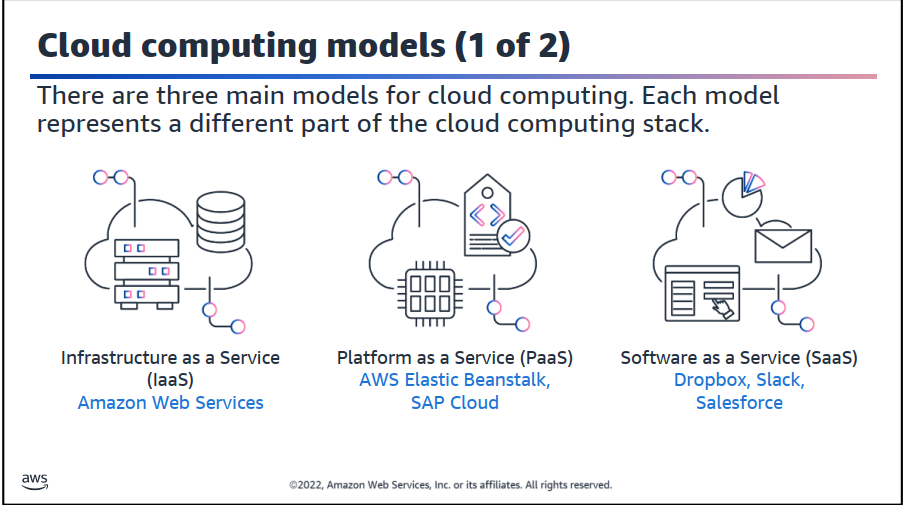 Cloud computing models (1 of 2)
There are three main models for cloud computing. Each model
represents a different part of the cloud computing stack.
Infrastructure as a Service
(IaaS)
Amazon Web Services
Platform as a Service (PaaS)
AWS Elastic Beanstalk,
SAP Cloud
Software as a Service (SaaS)
Dropbox, Slack,
Salesforce
aws
©2022, Amazon Web Services, Inc. or its affiliates. All rights reserved.